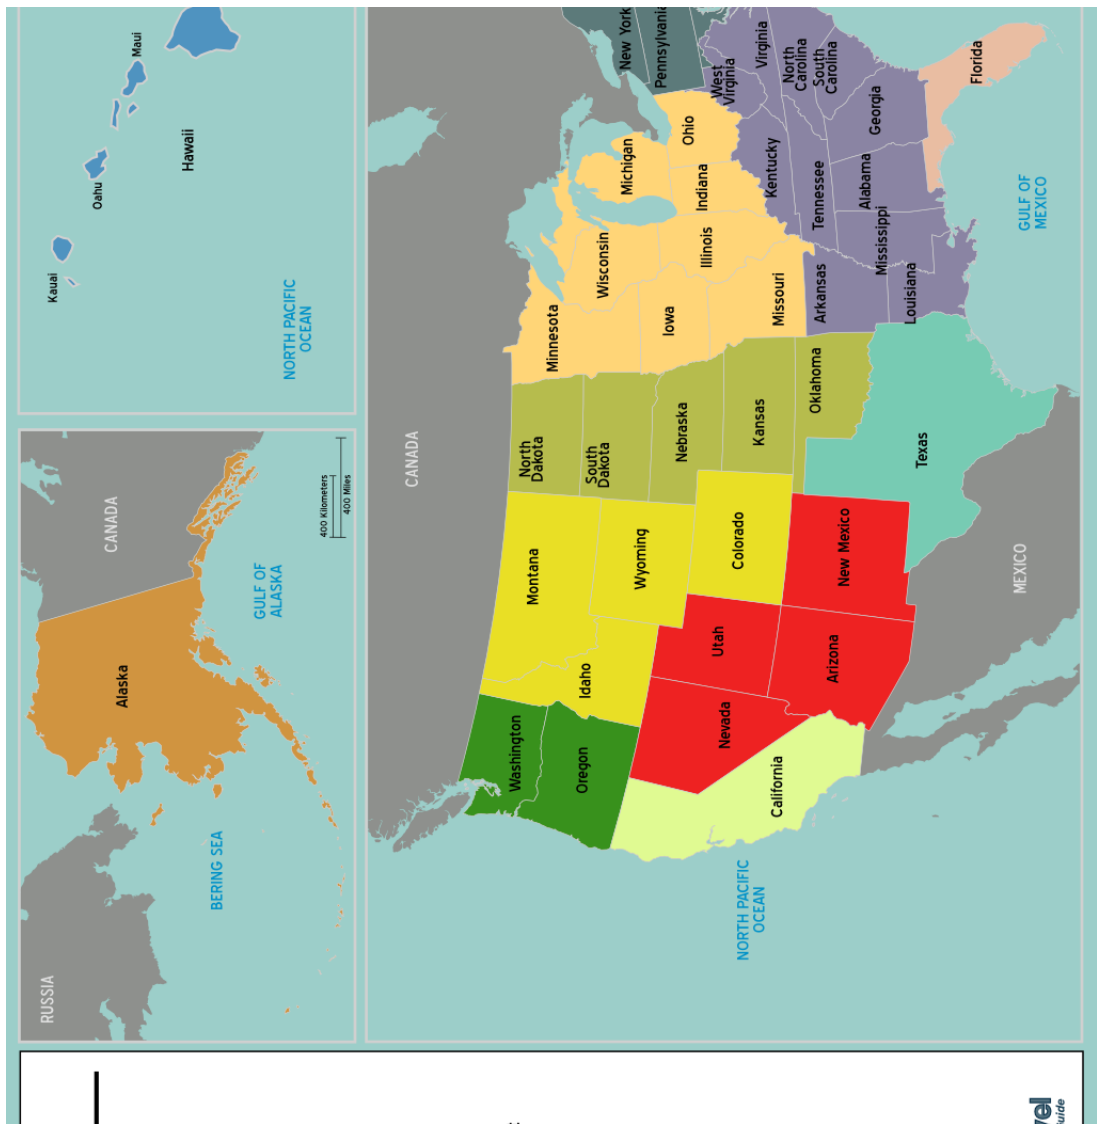 Kauai
Oahu
Maui
Hawaii
NORTH PACIFIC
OCEAN
RUSSIA
BERING SEA
Alaska
CANADA
GULF OF
ALASKA
400 Kilometers
400 Miles
CANADA
Washington
Oregon
California
Nevada
Idaho
Montana
Wyoming
Utah
Arizona
Colorado
New Mexico
North
Dakota
South
Dakota
Nebraska
Kansas
Oklahoma
Texas
Minnesota
Iowa
Missouri
Arkansas
Louisiana
Wisconsin
Illinois
Michigan
Indiana
Ohio
Kentucky
Tennessee
Mississippi
Alabama
Georgia
Florida
West
Virginia
Virginia
North
Carolina
South
Carolina
New York
Pennsylvania
NORTH PACIFIC
OCEAN
MEXICO
GULF OF
MEXICO
vel
uide